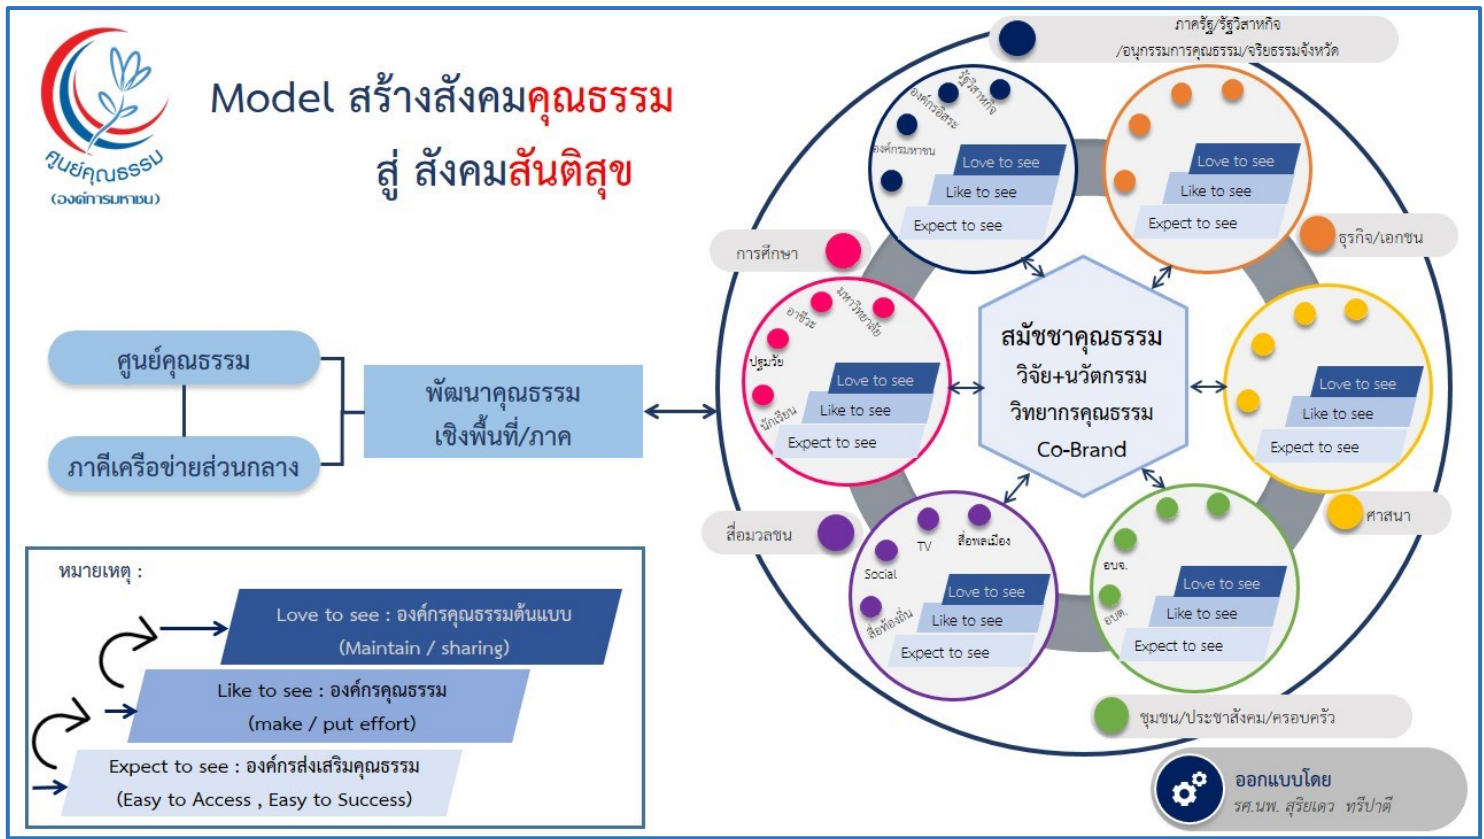 ศูนย์คุณธรรม
(องค์การมหาชน)
Model สร้างสังคมคุณธรรม
สู่ สังคมสันติสุข
ศูนย์คุณธรรม
ภาคีเครือข่ายส่วนกลาง
พัฒนาคุณธรรม
เชิงพื้นที่/ภาค
หมายเหตุ :
Love to see : องค์กรคุณธรรมต้นแบบ
(Maintain / sharing)
Like to see : องค์กรคุณธรรม
(make / put effort)
Expect to see : องค์กรส่งเสริมคุณธรรม
(Easy to Access , Easy to Success)
ภาครัฐ/รัฐวิสาหกิจ
/อนุกรรมการคุณธรรม/จริยธรรมจังหวัด
รัฐวิสาหกิจ
องค์กรอิสระ
องค์กรมหาชน
Love to see
Like to see
Expect to see
Love to see
Like to see
Expect to see
ธุรกิจ/เอกชน
การศึกษา
มหาวิทยาลัย
อาชีวะ
ปฐมวัย
นักเรียน
Love to see
Like to see
Expect to see
สมัชชาคุณธรรม
วิจัย+นวัตกรรม
วิทยากรคุณธรรม
Co-Brand
Love to see
Like to see
Expect to see
ศาสนา
สื่อมวลชน
สื่อพลเมือง
TV
Social
สื่อท้องถิ่น
Love to see
Like to see
Expect to see
อบจ.
อบต.
Love to see
Like to see
Expect to see
ชุมชน/ประชาสังคม/ครอบครัว
ออกแบบโดย
รศ.นพ. สุริยเดว ทรีปาตี